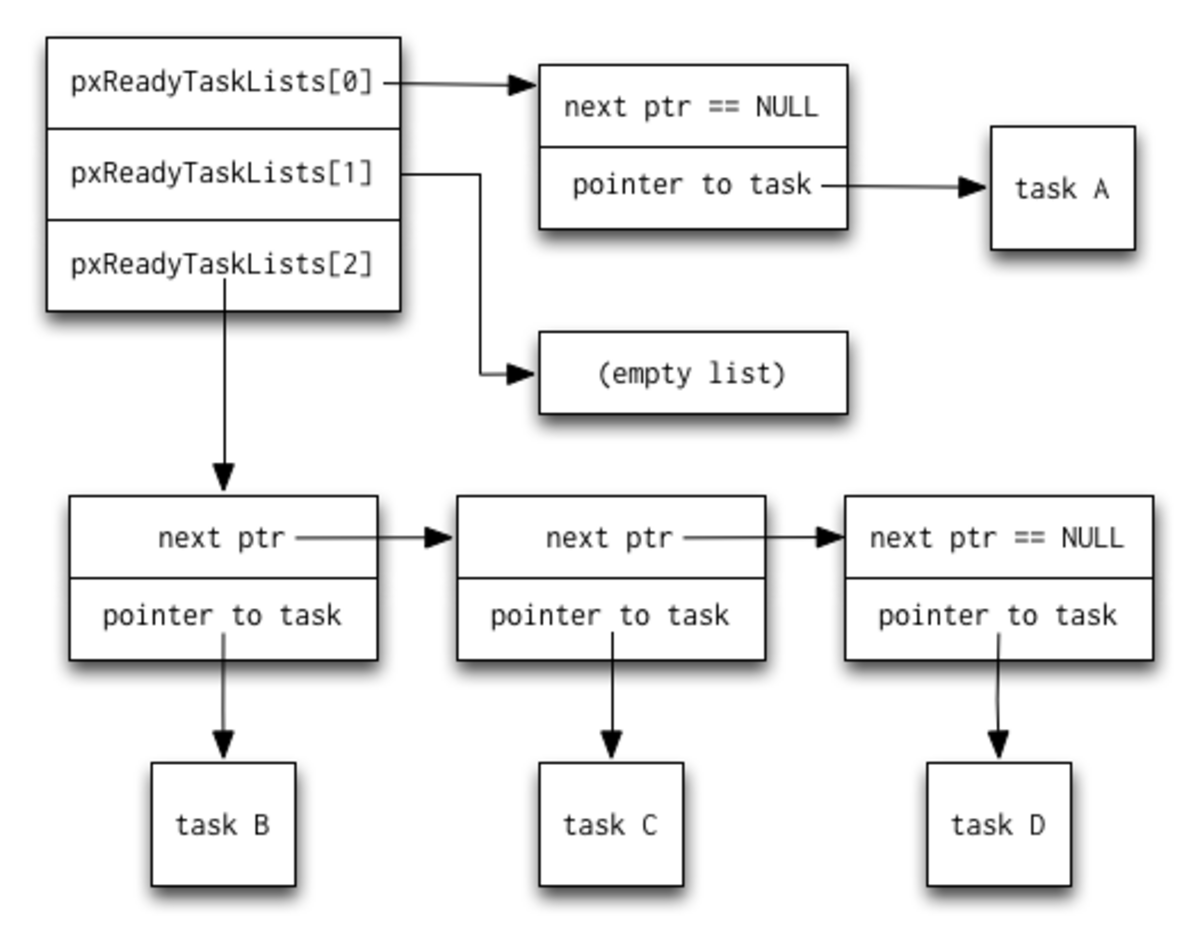 pxReadyTaskLists[0]
next ptr == NULL
pxReadyTaskLists[1]
pointer to task
task A
pxReadyTaskLists[2]
(empty list)
next ptr
next ptr
next ptr == NULL
pointer to task
pointer to task
pointer to task
task B
task C
task D